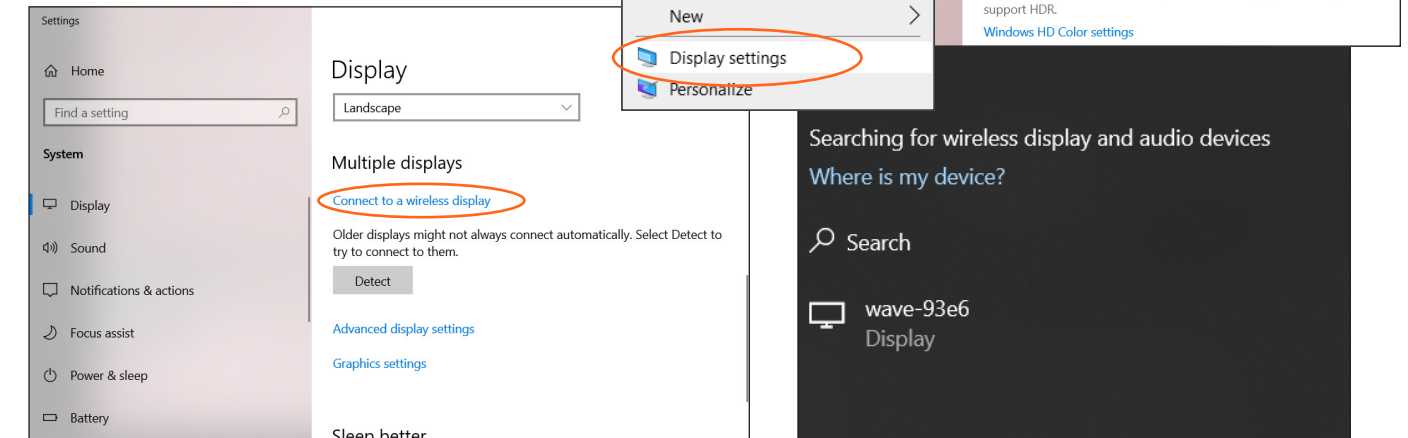 Settings
Home
Find a setting
System
Display
Sound
Notifications & actions
Focus assist
Power & sleep
Battery
Display
Landscape
Multiple displays
Connect to a wireless display
Older displays might not always connect automatically. Select Detect to
try to connect to them.
Detect
Advanced display settings
Graphics settings
Sleep better
New
Display settings
Personalize
support HDR.
Windows HD Color settings
Searching for wireless display and audio devices
Where is my device?
Search
wave-93e6
Display